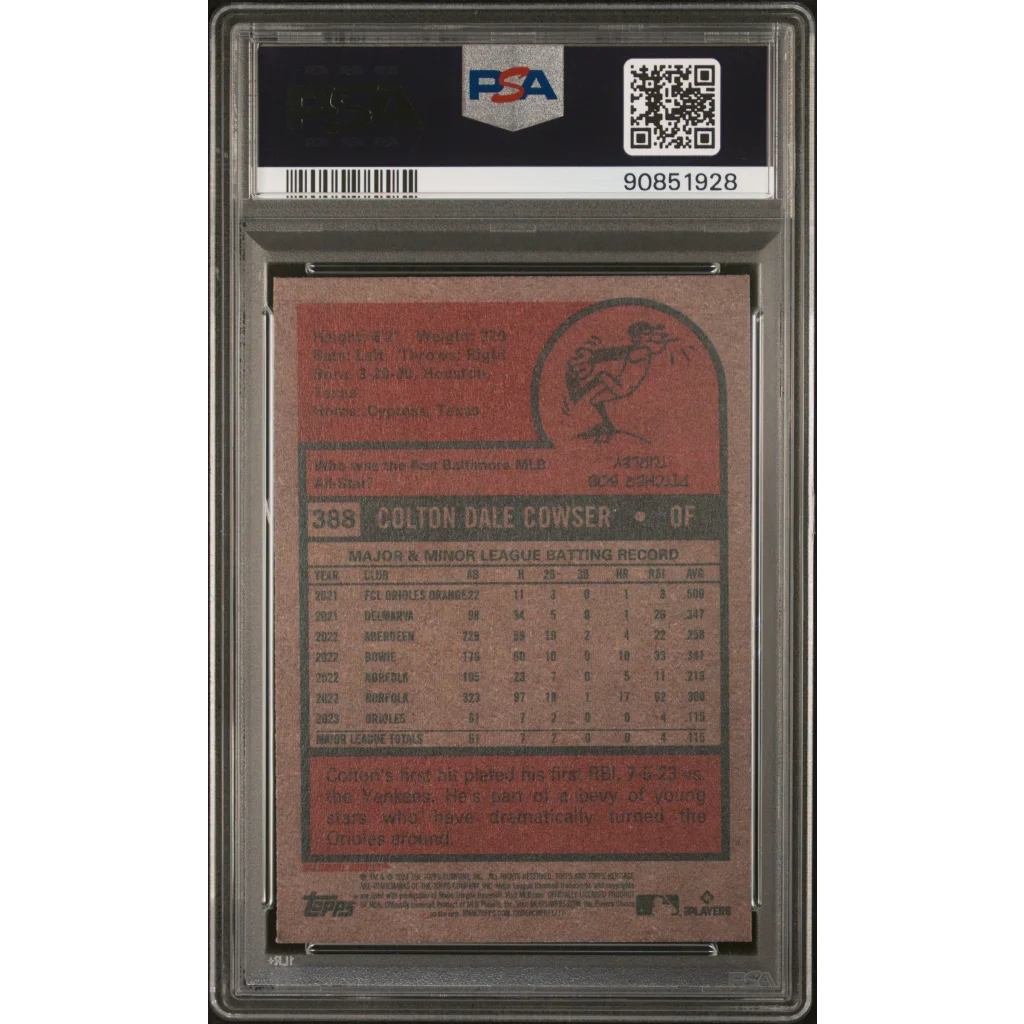 PSA
90851928
Height: 6'2" Weight: 220
Bats: Left Throws: Right
Born: 3-20-00, Houston,
Texas
Home: Cypress, Texas
Who was the first Baltimore MLB
All-Star?
PITCHER BOB
TURLEY.
388 COLTON DALE COWSER • OF
MAJOR & MINOR LEAGUE BATTING RECORD
YEAR CLUB AB H 2B 3B HR RBI AVG
2021 FCL ORIOLES ORANGE 22 11 3 0 1 8 .500
2021 DELMARVA 98 34 5 0 1 26 .347
2022 ABERDEEN 229 59 19 2 4 22 .258
2022 BOWIE 176 60 10 0 10 33 .341
2022 NORFOLK 105 23 7 0 5 11 .219
2023 NORFOLK 323 97 18 1 17 62 .300
2023 ORIOLES 61 7 2 0 0 4 .115
MAJOR LEAGUE TOTALS 61 7 2 0 0 4 .115
Colton's first hit plated his first RBI, 7-5-23 vs.
the Yankees. He's part of a bevy of young
stars who have dramatically turned the
Orioles around.
topps
PLAYERS
PSA